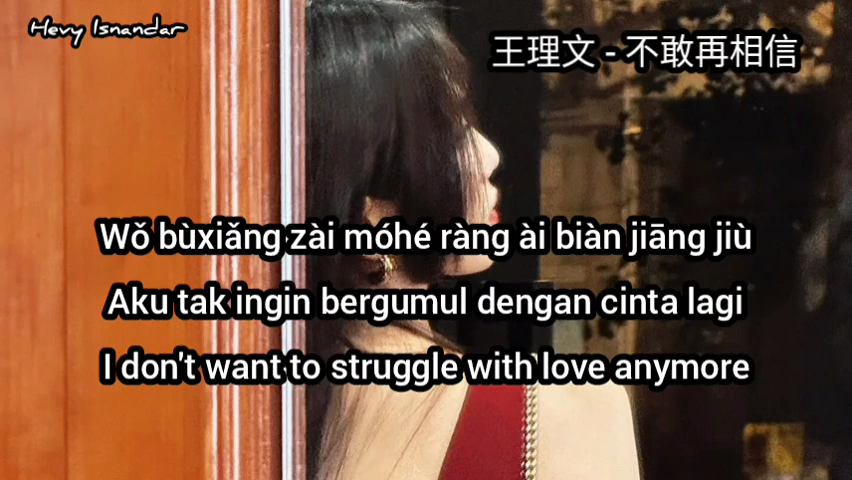 Hevy Isnandar
王理文 - 不敢再相信
Wǒ bùxiǎng zài móhé ràng ài biàn jiāng jiù
Aku tak ingin bergumul dengan cinta lagi
I don't want to struggle with love anymore